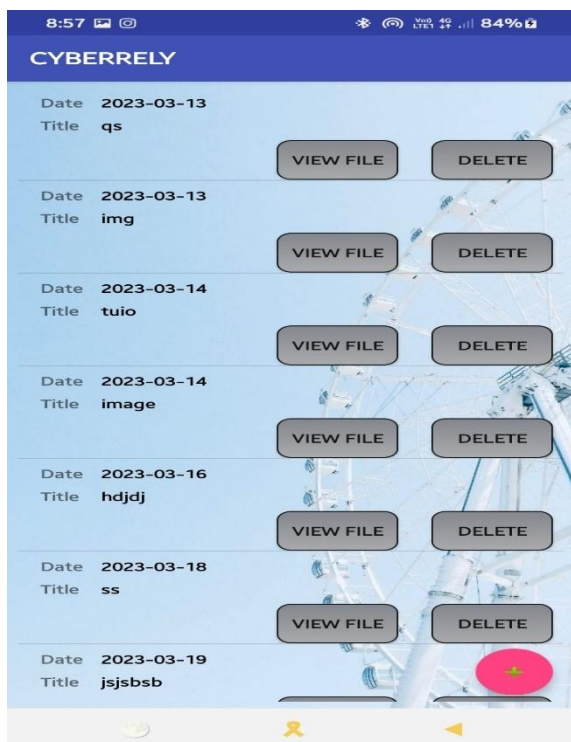 8:57 Vo)) LTE1 4G 84%
CYBERRELY
Date 2023-03-13
Title qs
VIEW FILE DELETE
Date 2023-03-13
Title img
VIEW FILE DELETE
Date 2023-03-14
Title tuio
VIEW FILE DELETE
Date 2023-03-14
Title image
VIEW FILE DELETE
Date 2023-03-16
Title hdjdj
VIEW FILE DELETE
Date 2023-03-18
Title ss
VIEW FILE DELETE
Date 2023-03-19
Title jsjsbsb